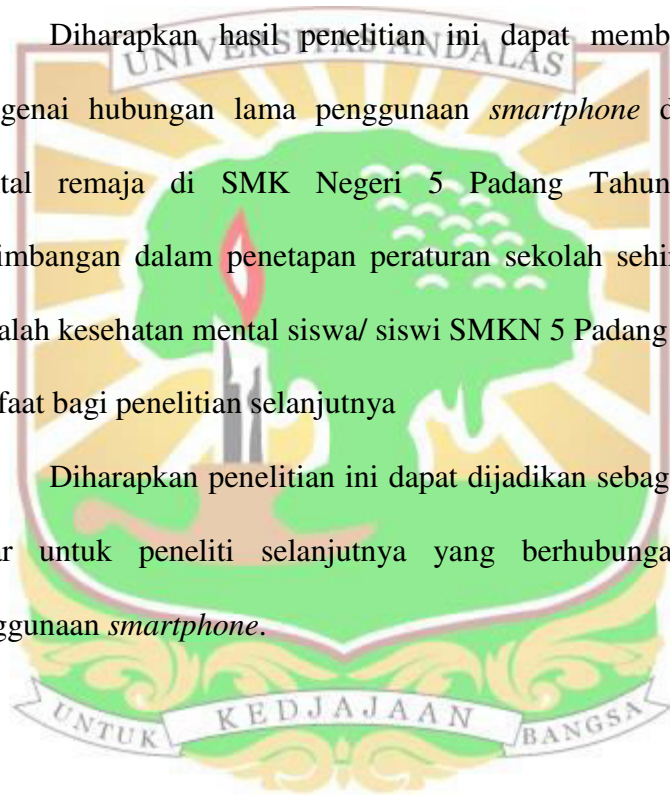 Diharapkan hasil penelitian ini dapat memb
UNIVERSITAS ANDALAS
genai hubungan lama penggunaan smartphone d
tal remaja di SMK Negeri 5 Padang Tahun
imbangan dalam penetapan peraturan sekolah sehi
alah kesehatan mental siswa/ siswi SMKN 5 Padang
faat bagi penelitian selanjutnya
Diharapkan penelitian ini dapat dijadikan sebag
ar untuk peneliti selanjutnya yang berhubunga
ggunaan smartphone.
UNTUK KEDJAJAAN BANGSA